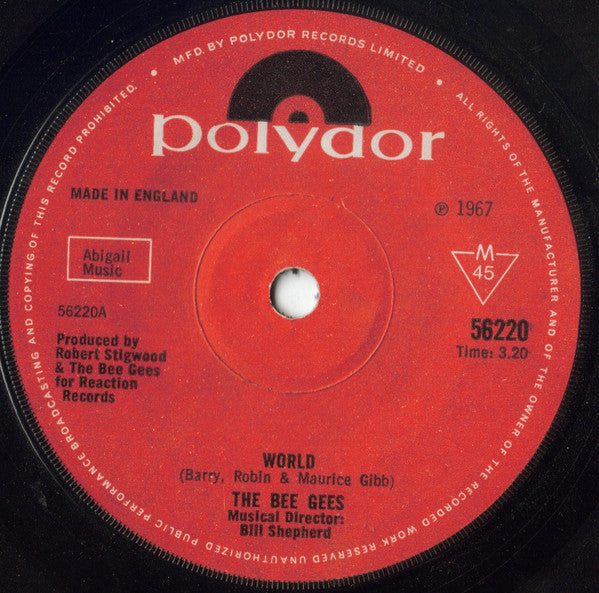 MFD. BY POLYDOR RECORDS LIMITED • ALL RIGHTS OF THE MANUFACTURER AND OF THE OWNER OF THE RECORDED WORK RESERVED UNAUTHORIZED PUBLIC PERFORMANCE BROADCASTING AND COPYING OF THIS RECORD PROHIBITED. •
polydor
MADE IN ENGLAND
℗ 1967
Abigail
Music
M
45
56220A
56220
Time: 3.20
Produced by
Robert Stigwood
& The Bee Gees
for Reaction
Records
WORLD
(Barry, Robin & Maurice Gibb)
THE BEE GEES
Musical Director:
Bill Shepherd